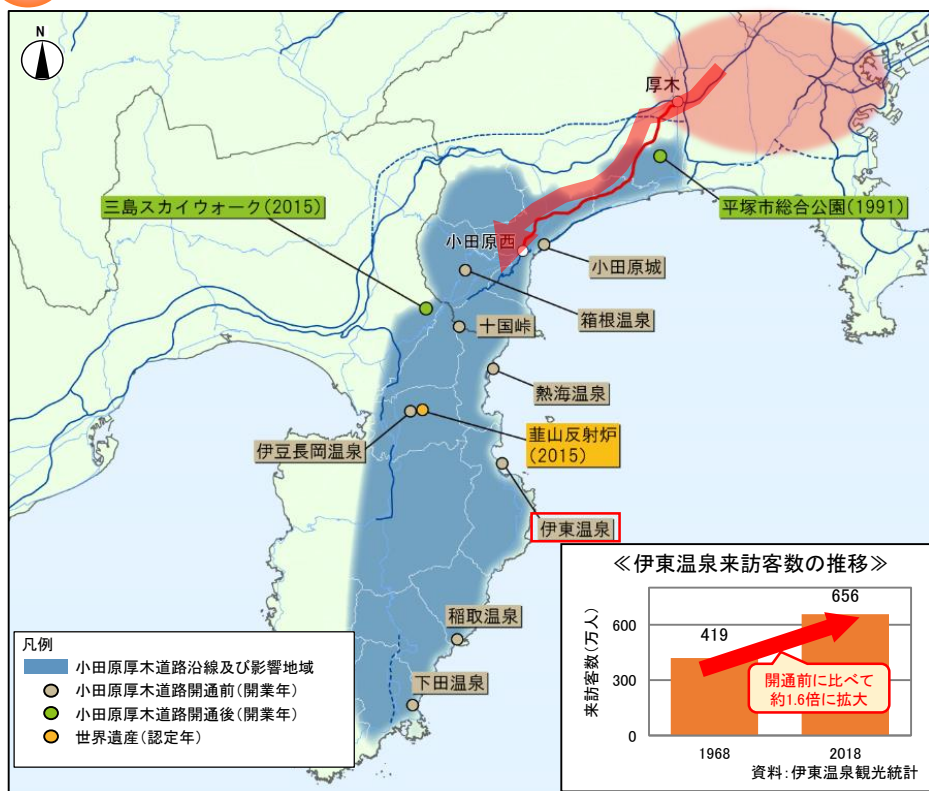 N
厚木
三島スカイウォーク(2015)
平塚市総合公園(1991)
小田原西
小田原城
箱根温泉
十国峠
熱海温泉
伊豆長岡温泉
韮山反射炉
(2015)
伊東温泉
稲取温泉
下田温泉
凡例
小田原厚木道路沿線及び影響地域
小田原厚木道路開通前(開業年)
小田原厚木道路開通後(開業年)
世界遺産(認定年)
≪伊東温泉来訪客数の推移≫
来訪客数(万人)
600
300
0
419
656
開通前に比べて
約1.6倍に拡大
1968
2018
資料:伊東温泉観光統計